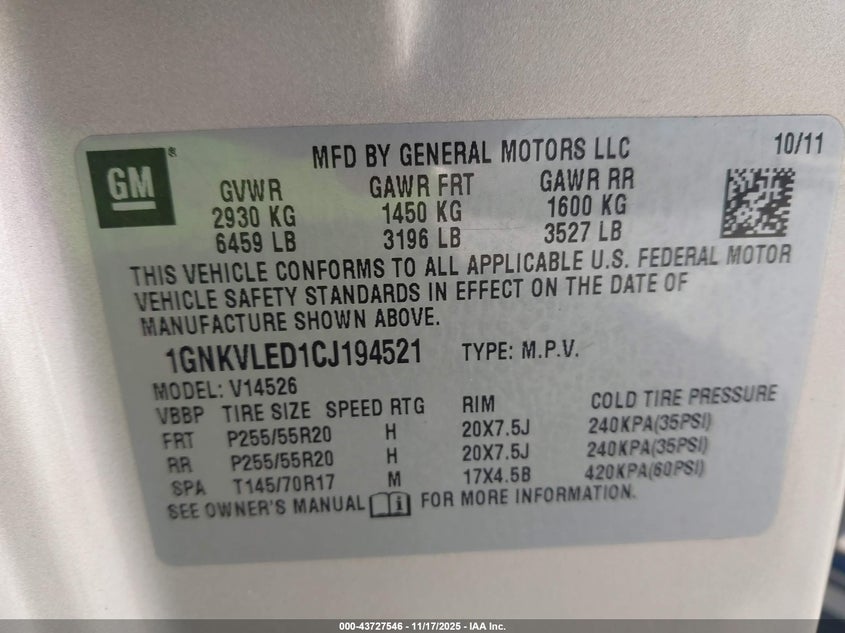 GM ®
MFD BY GENERAL MOTORS LLC 10/11
GVWR GAWR FRT GAWR RR
2930 KG 1450 KG 1600 KG
6459 LB 3196 LB 3527 LB
THIS VEHICLE CONFORMS TO ALL APPLICABLE U.S. FEDERAL MOTOR
VEHICLE SAFETY STANDARDS IN EFFECT ON THE DATE OF
MANUFACTURE SHOWN ABOVE.
1GNKVLED1CJ194521 TYPE: M.P.V.
MODEL: V14526
VBBP TIRE SIZE SPEED RTG RIM COLD TIRE PRESSURE
FRT P255/55R20 H 20X7.5J 240KPA(35PSI)
RR P255/55R20 H 20X7.5J 240KPA(35PSI)
SPA T145/70R17 M 17X4.5B 420KPA(60PSI)
SEE OWNER'S MANUAL FOR MORE INFORMATION.
000-43727546 - 11/17/2025 - IAA Inc.